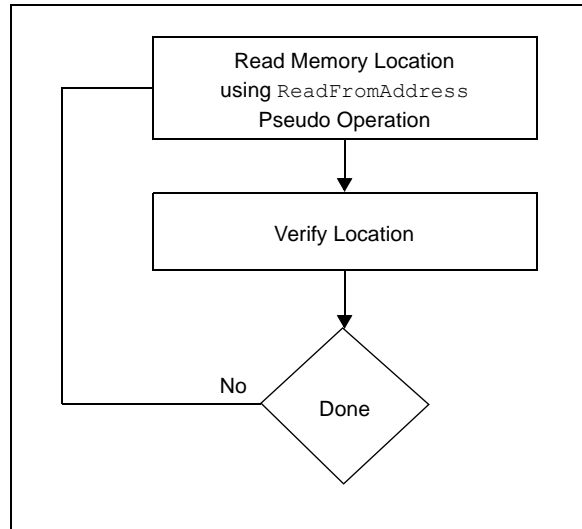 Read Memory Location
using ReadFromAddress
Pseudo Operation
Verify Location
No
Done